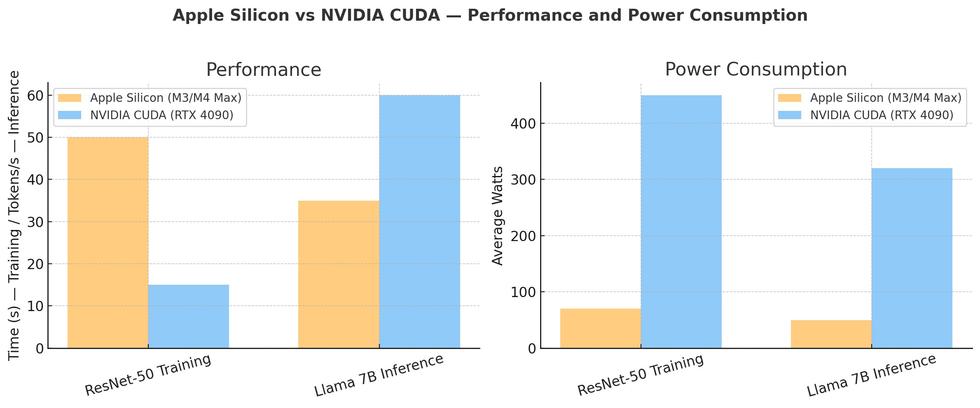 Apple Silicon vs NVIDIA CUDA — Performance and Power Consumption
Performance
Time (s) — Training / Tokens/s — Inference
60
50
40
30
20
10
0
Apple Silicon (M3/M4 Max)
NVIDIA CUDA (RTX 4090)
ResNet-50 Training
Llama 7B Inference
Power Consumption
Average Watts
400
300
200
100
0
Apple Silicon (M3/M4 Max)
NVIDIA CUDA (RTX 4090)
ResNet-50 Training
Llama 7B Inference